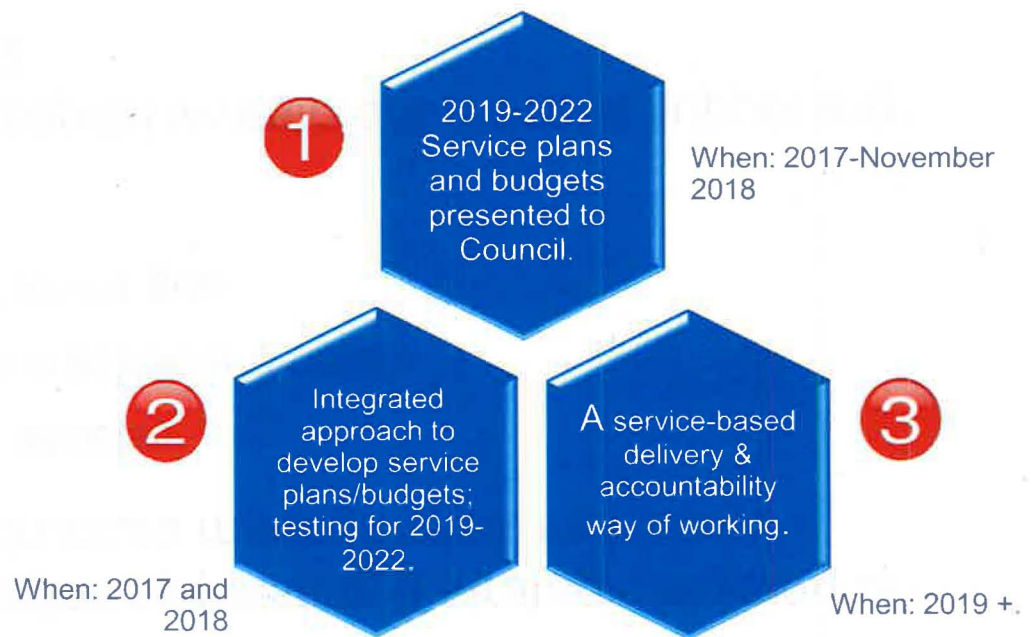 1
2019-2022
Service plans
and budgets
presented to
Council.
When: 2017-November
2018
2
Integrated
approach to
develop service
plans/budgets;
testing for 2019-
2022.
When: 2017 and
2018
3
A service-based
delivery &
accountability
way of working.
When: 2019 +.